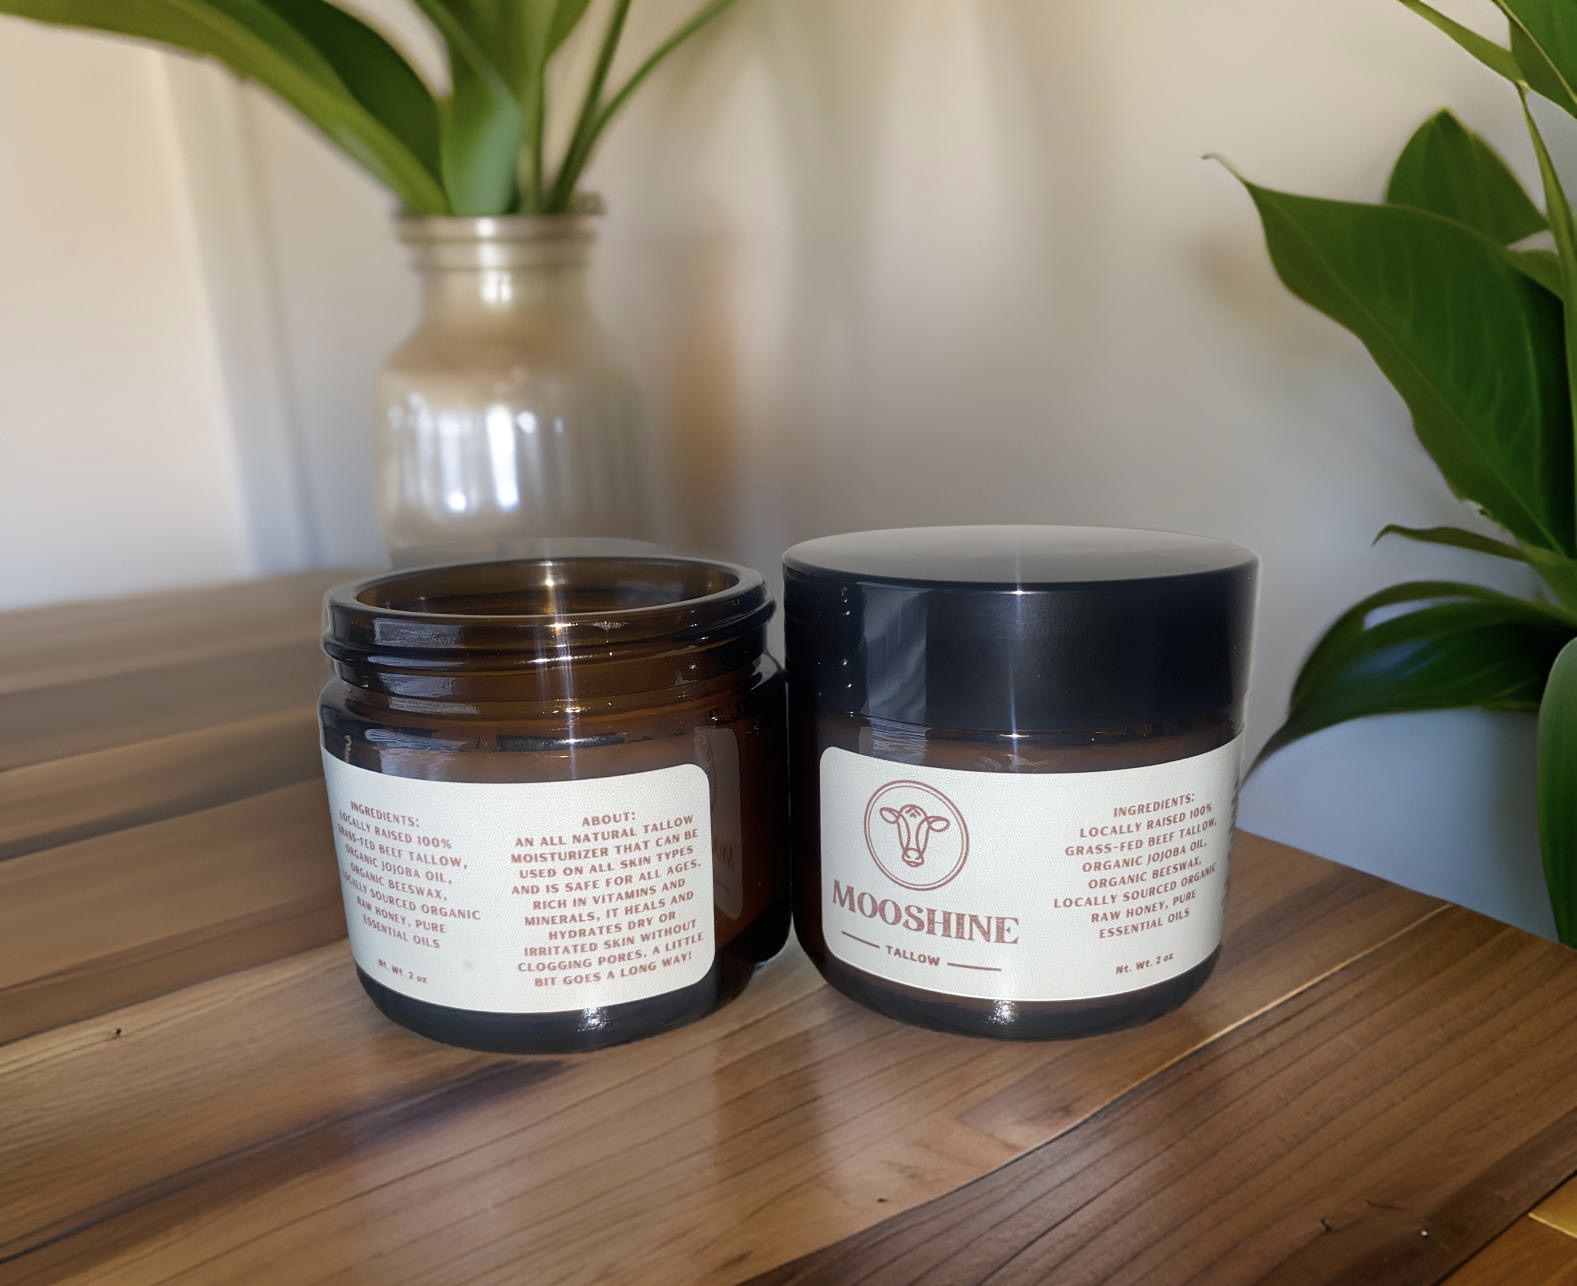 INGREDIENTS:
LOCALLY RAISED 100%
GRASS-FED BEEF TALLOW,
ORGANIC JOJOBA OIL,
ORGANIC BEESWAX,
LOCALLY SOURCED ORGANIC
RAW HONEY, PURE
ESSENTIAL OILS
Nt. Wt. 2 oz
ABOUT:
AN ALL NATURAL TALLOW
MOISTURIZER THAT CAN BE
USED ON ALL SKIN TYPES
AND IS SAFE FOR ALL AGES.
RICH IN VITAMINS AND
MINERALS, IT HEALS AND
HYDRATES DRY OR
IRRITATED SKIN WITHOUT
CLOGGING PORES. A LITTLE
BIT GOES A LONG WAY!
MOOSHINE
TALLOW
INGREDIENTS:
LOCALLY RAISED 100%
GRASS-FED BEEF TALLOW,
ORGANIC JOJOBA OIL,
ORGANIC BEESWAX,
LOCALLY SOURCED ORGANIC
RAW HONEY, PURE
ESSENTIAL OILS
Nt. Wt. 2 oz